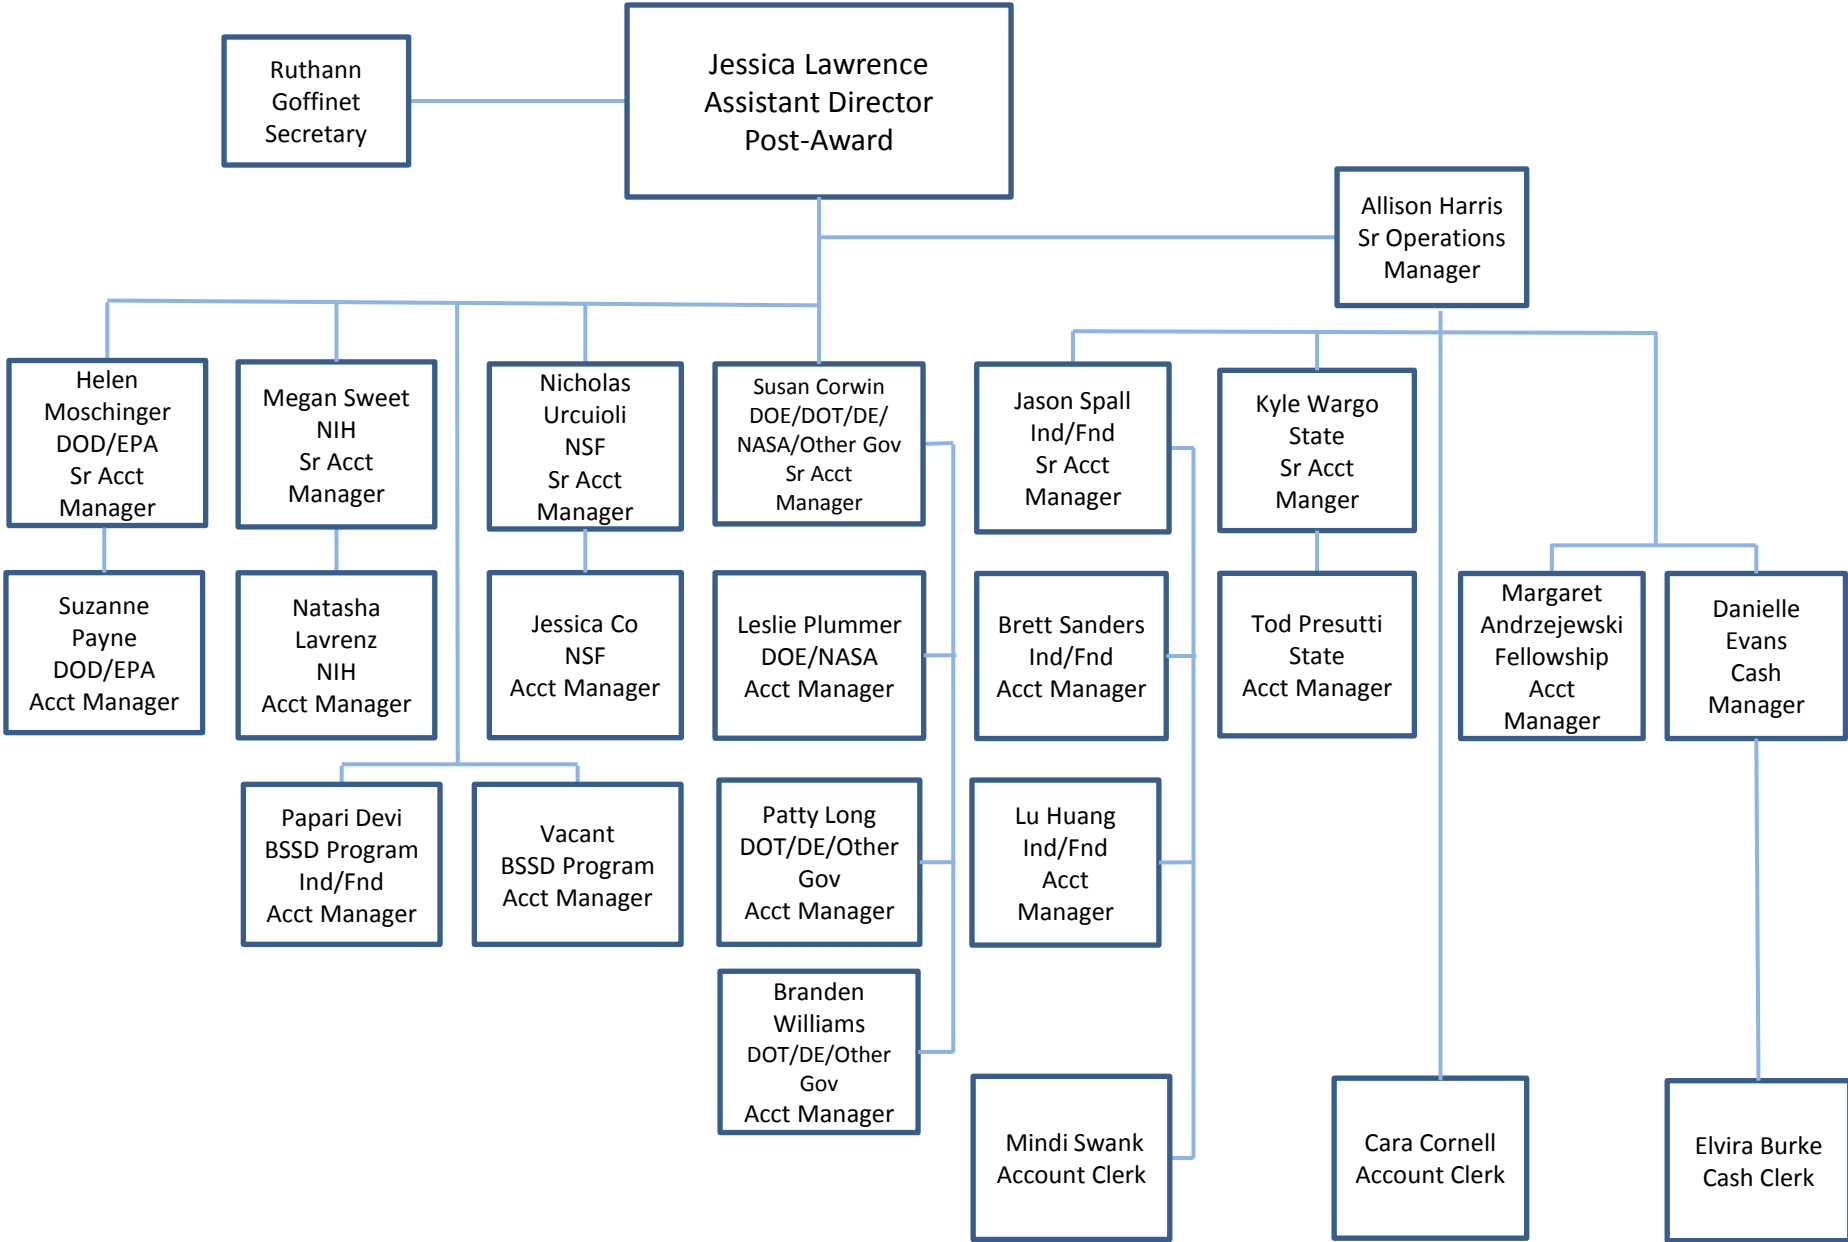 Ruthann
Goffinet
Secretary
Jessica Lawrence
Assistant Director
Post-Award
Allison Harris
Sr Operations
Manager
Helen
Moschinger
DOD/EPA
Sr Acct
Manager
Megan Sweet
NIH
Sr Acct
Manager
Nicholas
Urcuioli
NSF
Sr Acct
Manager
Susan Corwin
DOE/DOT/DE/
NASA/Other Gov
Sr Acct
Manager
Jason Spall
Ind/Fnd
Sr Acct
Manager
Kyle Wargo
State
Sr Acct
Manger
Suzanne
Payne
DOD/EPA
Acct Manager
Natasha
Lavrenz
NIH
Acct Manager
Jessica Co
NSF
Acct Manager
Leslie Plummer
DOE/NASA
Acct Manager
Brett Sanders
Ind/Fnd
Acct Manager
Tod Presutti
State
Acct Manager
Margaret
Andrzejewski
Fellowship
Acct
Manager
Danielle
Evans
Cash
Manager
Papari Devi
BSSD Program
Ind/Fnd
Acct Manager
Vacant
BSSD Program
Acct Manager
Patty Long
DOT/DE/Other
Gov
Acct Manager
Lu Huang
Ind/Fnd
Acct
Manager
Branden
Williams
DOT/DE/Other
Gov
Acct Manager
Mindi Swank
Account Clerk
Cara Cornell
Account Clerk
Elvira Burke
Cash Clerk